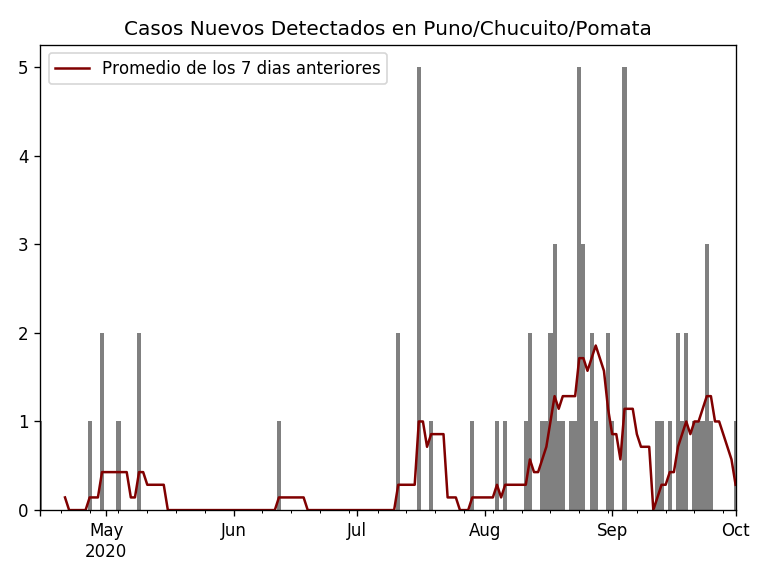 Casos Nuevos Detectados en Puno/Chucuito/Pomata
Promedio de los 7 dias anteriores
5
4
3
2
1
0
May Jun Jul Aug Sep Oct
2020